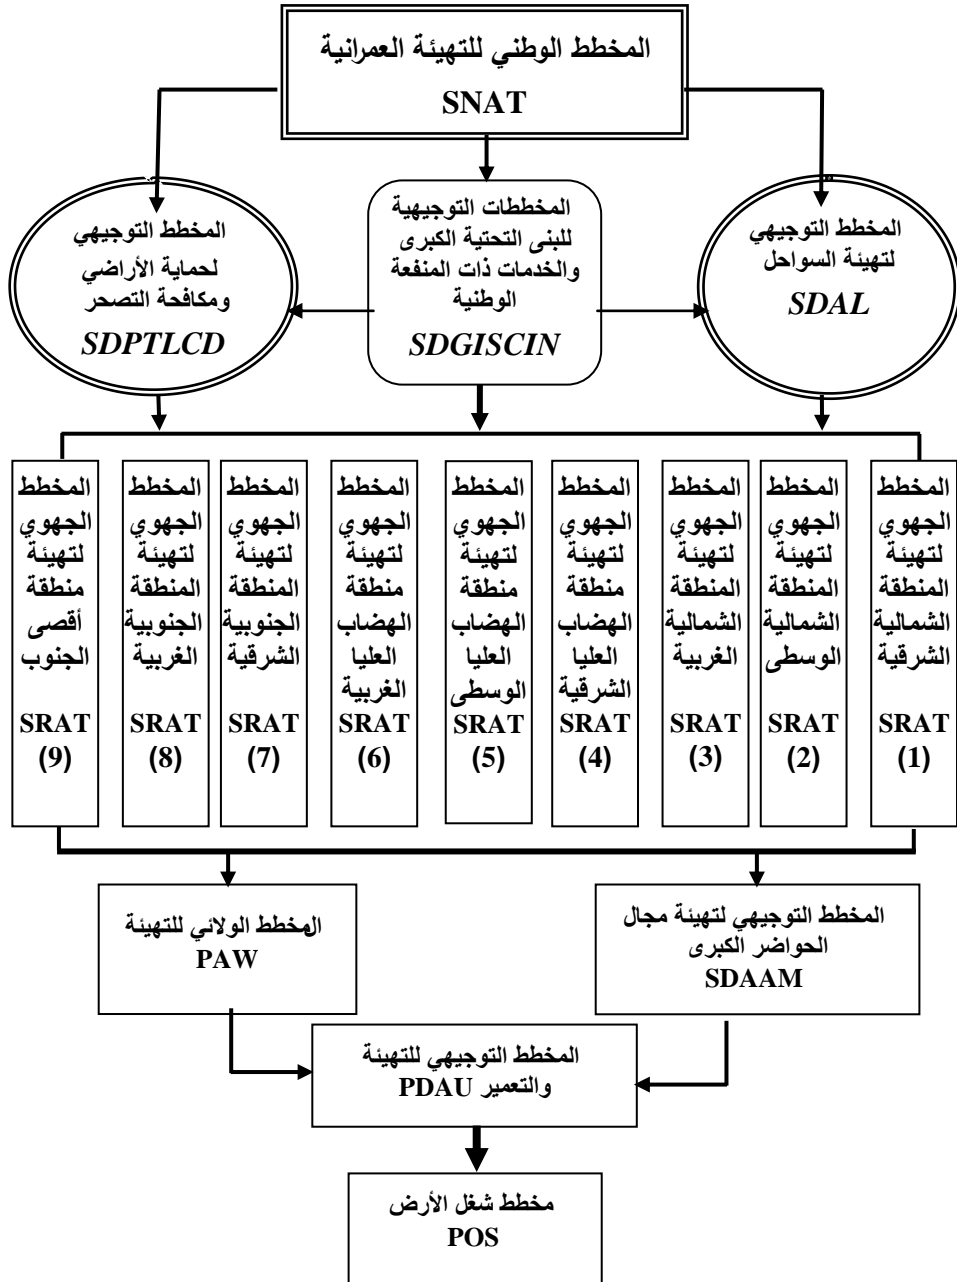 المخطط الوطني للتهيئة العمرانية
SNAT
المخطط التوجيهي
لتهيئة السواحل
SDAL
المخططات التوجيهية
للبنى التحتية الكبرى
والخدمات ذات المنفعة
الوطنية
SDGISCIN
المخطط التوجيهي
لحماية الأراضي
ومكافحة التصحر
SDPTLCD
المخطط
الجهوي
لتهيئة
المنطقة
الشمالية
الشرقية
SRAT
(1)
المخطط
الجهوي
لتهيئة
المنطقة
الشمالية
الوسطى
SRAT
(2)
المخطط
الجهوي
لتهيئة
المنطقة
الشمالية
الغربية
SRAT
(3)
المخطط
الجهوي
لتهيئة
منطقة
الهضاب
العليا
الشرقية
SRAT
(4)
المخطط
الجهوي
لتهيئة
منطقة
الهضاب
العليا
الوسطى
SRAT
(5)
المخطط
الجهوي
لتهيئة
منطقة
الهضاب
العليا
الغربية
SRAT
(6)
المخطط
الجهوي
لتهيئة
المنطقة
الجنوبية
الشرقية
SRAT
(7)
المخطط
الجهوي
لتهيئة
المنطقة
الجنوبية
الغربية
SRAT
(8)
المخطط
الجهوي
لتهيئة
منطقة
أقصى
الجنوب
SRAT
(9)
المخطط التوجيهي لتهيئة مجال
الحواضر الكبرى
SDAAM
المخطط الولائي للتهيئة
PAW
المخطط التوجيهي للتهيئة
والتعمير PDAU
مخطط شغل الأرض
POS